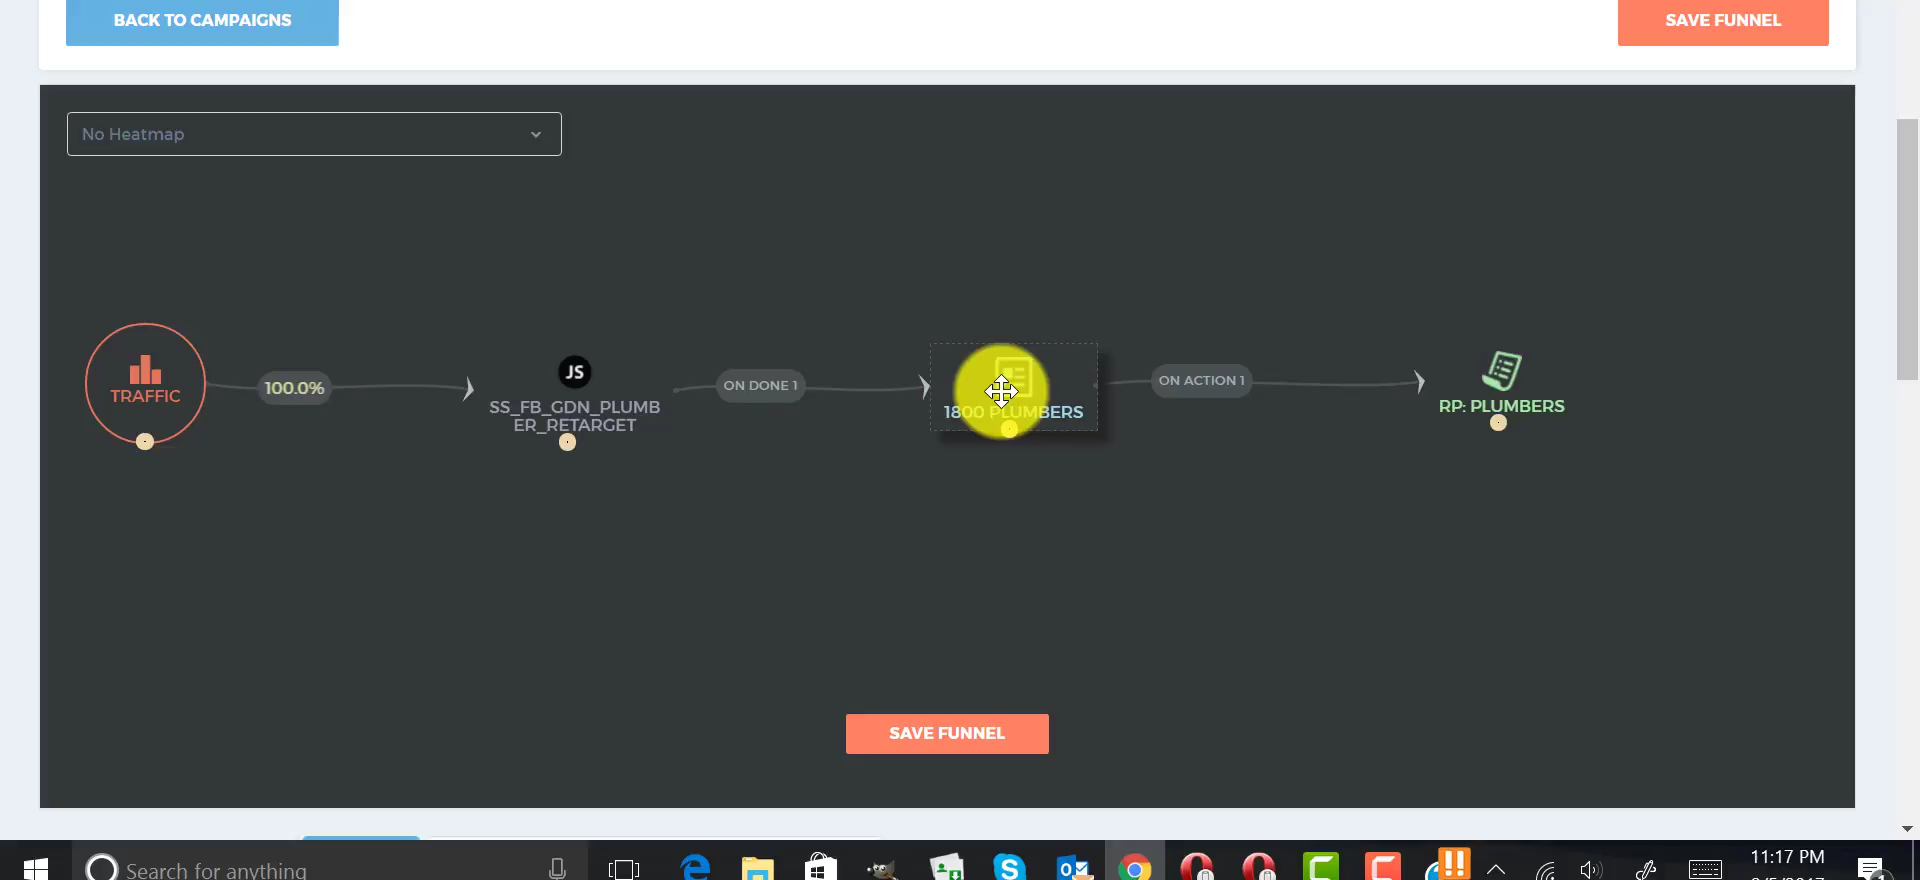 BACK TO CAMPAIGNS
SAVE FUNNEL
No Heatmap
TRAFFIC
100.0%
JS
SS_FB_GDN_PLUMB
ER_RETARGET
ON DONE 1
1800 PLUMBERS
ON ACTION 1
RP: PLUMBERS
SAVE FUNNEL
Search for anything
11:17 PM